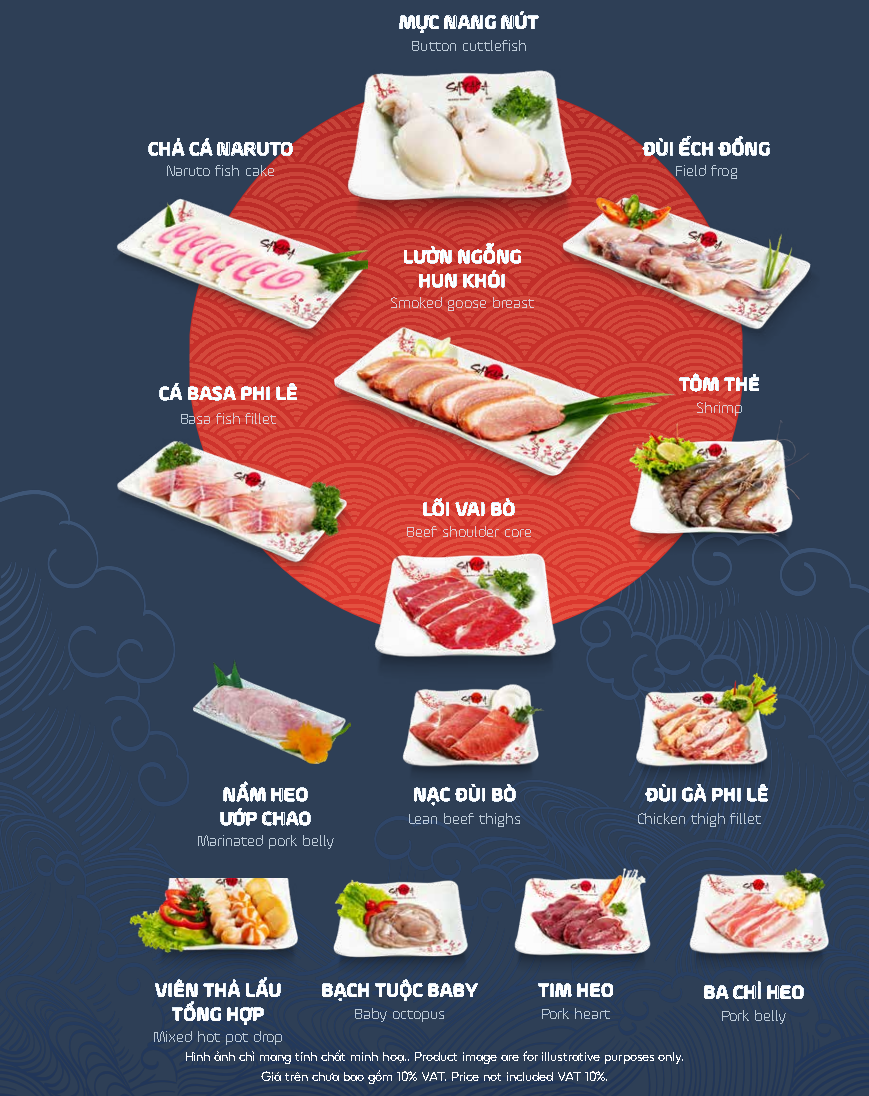 MỰC NANG NÚT
Button cuttlefish
CHẢ CÁ NARUTO
Naruto fish cake
ĐÙI ẾCH ĐỒNG
Field frog
LƯỜN NGỖNG
HUN KHÓI
Smoked goose breast
CÁ BASA PHI LÊ
Basa fish fillet
TÔM THẺ
Shrimp
LÕI VAI BÒ
Beef shoulder core
NẦM HEO
ƯỚP CHAO
Marinated pork belly
NẠC ĐÙI BÒ
Lean beef thighs
ĐÙI GÀ PHI LÊ
Chicken thigh fillet
VIÊN THẢ LẨU
TỔNG HỢP
Mixed hot pot drop
BẠCH TUỘC BABY
Baby octopus
TIM HEO
Pork heart
BA CHỈ HEO
Pork belly
Hình ảnh chỉ mang tính chất minh hoạ.. Product image are for illustrative purposes only.
Giá trên chưa bao gồm 10% VAT. Price not included VAT 10%.